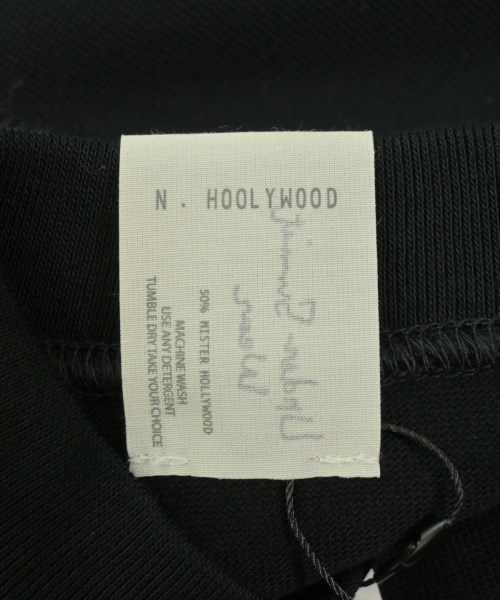 N. HOOLYWOOD
50% MISTER HOLLYWOOD
MACHINE WASH
USE ANY DETERGENT
TUMBLE DRY TAKE YOUR CHOICE